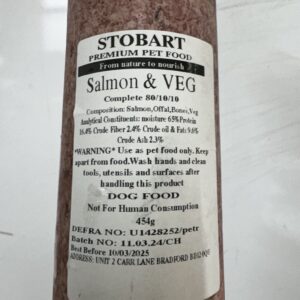 STOBART
PREMIUM PET FOOD
From nature to nourish
Salmon & VEG
Complete 80/10/10
Composition: Salmon,Offal,Bones,Veg
Analytical Constituents: moisture 65%Protein
16.4% Crude Fiber 2.4% Crude oil & Fats 9.6%
Crude Ash 2.3%
*WARNING* Use as pet food only. Keep
apart from food.Wash hands and clean
tools, utensils and surfaces after
handling this product
DOG FOOD
Not For Human Consumption
454g
DEFRA NO: U1428252/petr
Batch NO: 11.03.24/CH
Best Before 10/03/2025
ADDRESS: UNIT 2 CARR LANE BRADFORD